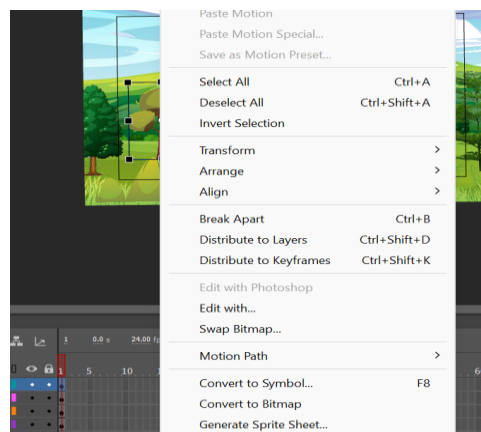 Paste Motion
Paste Motion Special...
Save as Motion Preset...
Select All Ctrl+A
Deselect All Ctrl+Shift+A
Invert Selection
Transform
Arrange
Align
Break Apart Ctrl+B
Distribute to Layers Ctrl+Shift+D
Distribute to Keyframes Ctrl+Shift+K
Edit with Photoshop
Edit with...
Swap Bitmap...
1 0.0 s 24.00 fp
Motion Path
1 5 10 1 6
Convert to Symbol... F8
Convert to Bitmap
Generate Sprite Sheet...